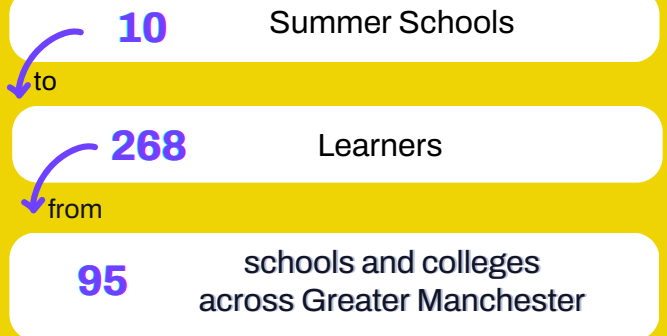 10 Summer Schools
to
268 Learners
from
95 schools and colleges
across Greater Manchester